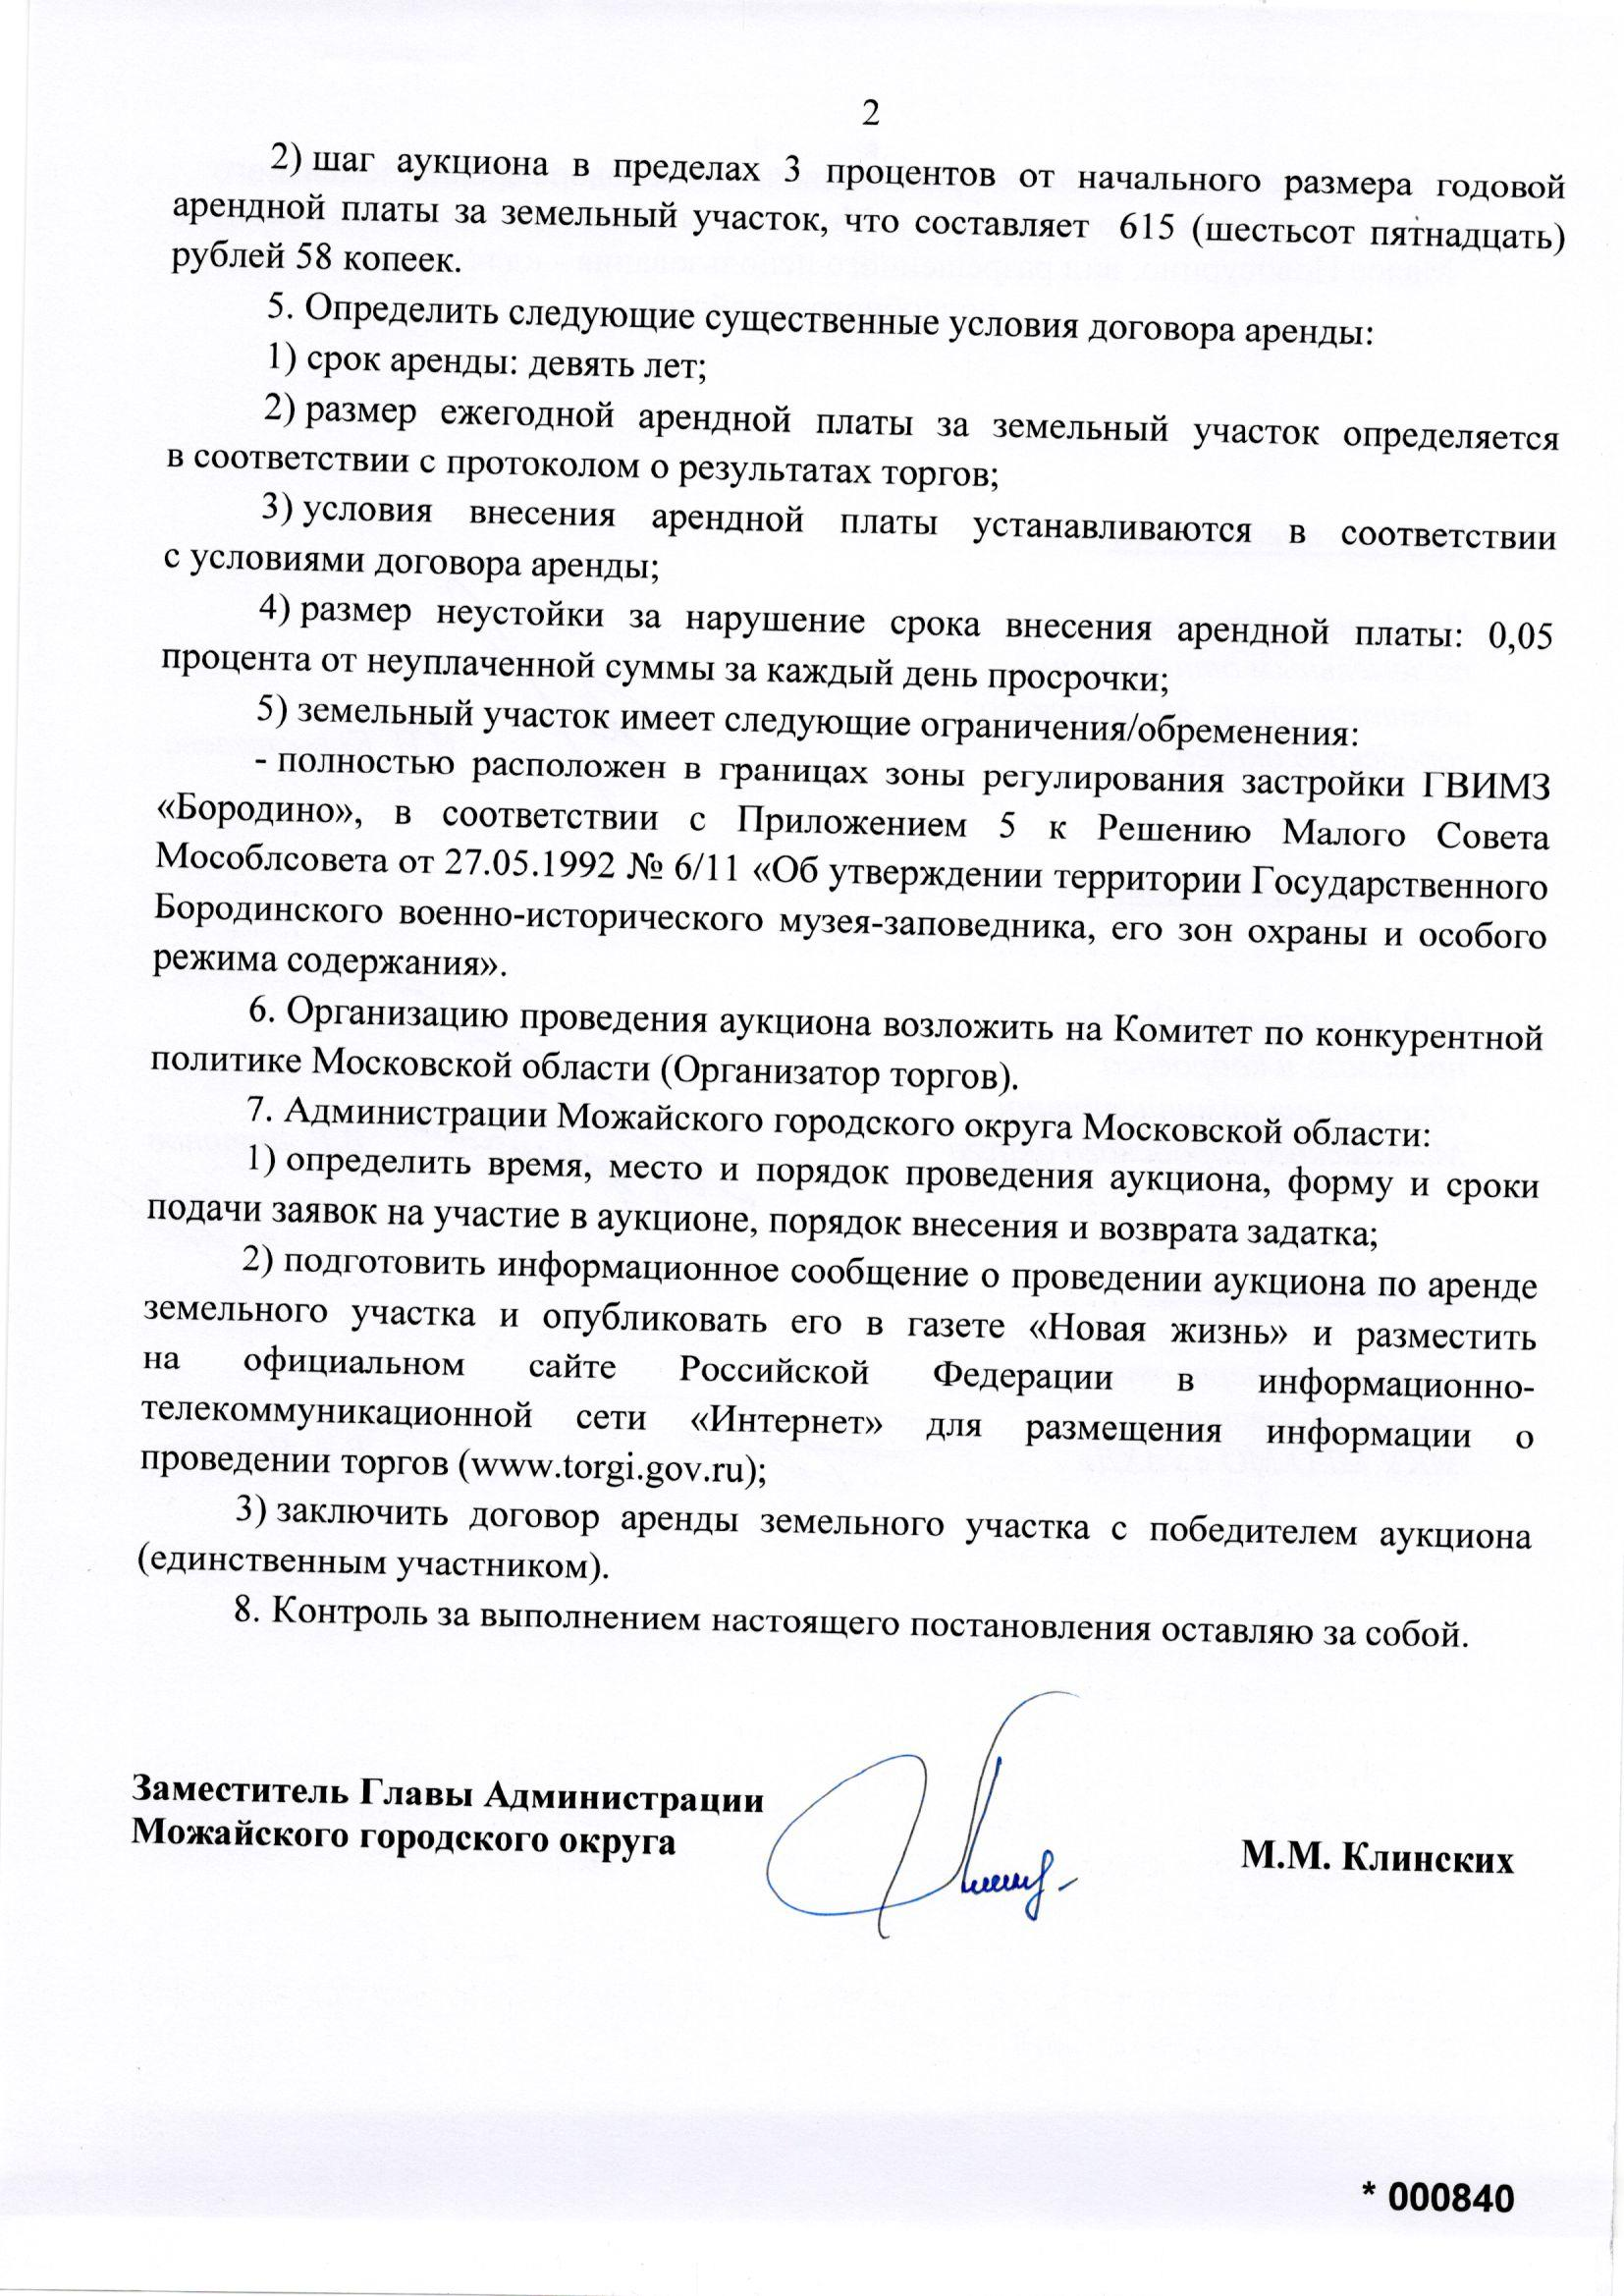 2
2) шаг аукциона в пределах 3 процентов от начального размера годовой
арендной платы за земельный участок, что составляет 615 (шестьсот пятнадцать)
рублей 58 копеек.
5. Определить следующие существенные условия договора аренды:
1) срок аренды: девять лет;
2) размер ежегодной арендной платы за земельный участок определяется
в соответствии с протоколом о результатах торгов;
3) условия внесения арендной платы устанавливаются в соответствии
с условиями договора аренды;
4) размер неустойки за нарушение срока внесения арендной платы: 0,05
процента от неуплаченной суммы за каждый день просрочки;
5) земельный участок имеет следующие ограничения/обременения:
- полностью расположен в границах зоны регулирования застройки ГВИМЗ
«Бородино», в соответствии с Приложением 5 к Решению Малого Совета
Мособлсовета от 27.05.1992 № 6/11 «Об утверждении территории Государственного
Бородинского военно-исторического музея-заповедника, его зон охраны и особого
режима содержания».
6. Организацию проведения аукциона возложить на Комитет по конкурентной
политике Московской области (Организатор торгов).
7. Администрации Можайского городского округа Московской области:
1) определить время, место и порядок проведения аукциона, форму и сроки
подачи заявок на участие в аукционе, порядок внесения и возврата задатка;
2) подготовить информационное сообщение о проведении аукциона по аренде
земельного участка и опубликовать его в газете «Новая жизнь» и разместить
на официальном сайте Российской Федерации в информационно-
телекоммуникационной сети «Интернет» для размещения информации о
проведении торгов (www.torgi.gov.ru);
3) заключить договор аренды земельного участка с победителем аукциона
(единственным участником).
8. Контроль за выполнением настоящего постановления оставляю за собой.
Заместитель Главы Администрации
Можайского городского округа
М.М. Клинских
* 000840